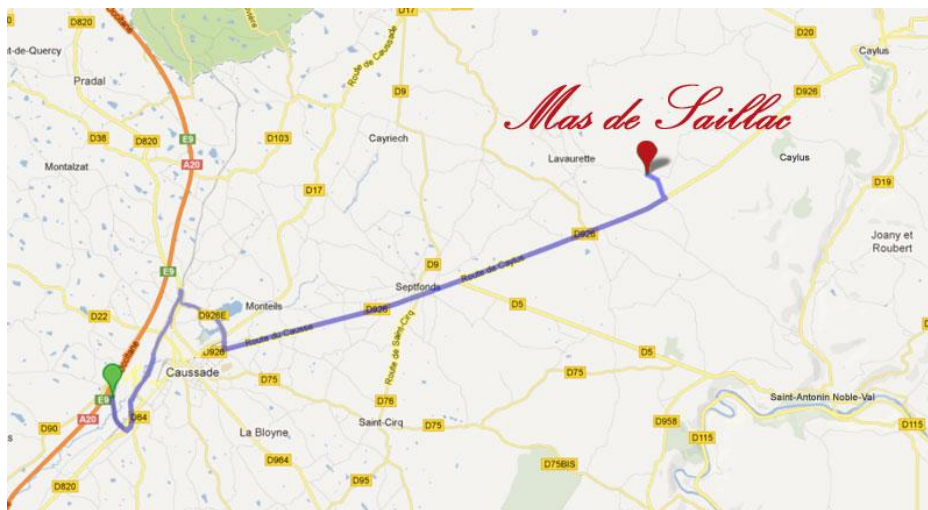 D820
D17
nt-de-Quercy
Route de Caussade
D20
Caylus
Pradal
D9
D926
E9
D38
D820
D103
Cayriech
Mas de Saillac
Montalzat
A20
Lavaurette
Caylus
D17
D19
D926
Joany et
Roubert
E9
D9
Route de Caylus
Septfonds
D926E
Monteils
D22
D926
D5
Route du Causse
D926
Route de Saint-Cirq
D5
Caussade
D75
D75
E9
D76
Saint-Antonin Noble-Val
A20
D64
Saint-Cirq
D75
D958
D115
D115
D90
La Bloyne
D964
D75BIS
D95
D820